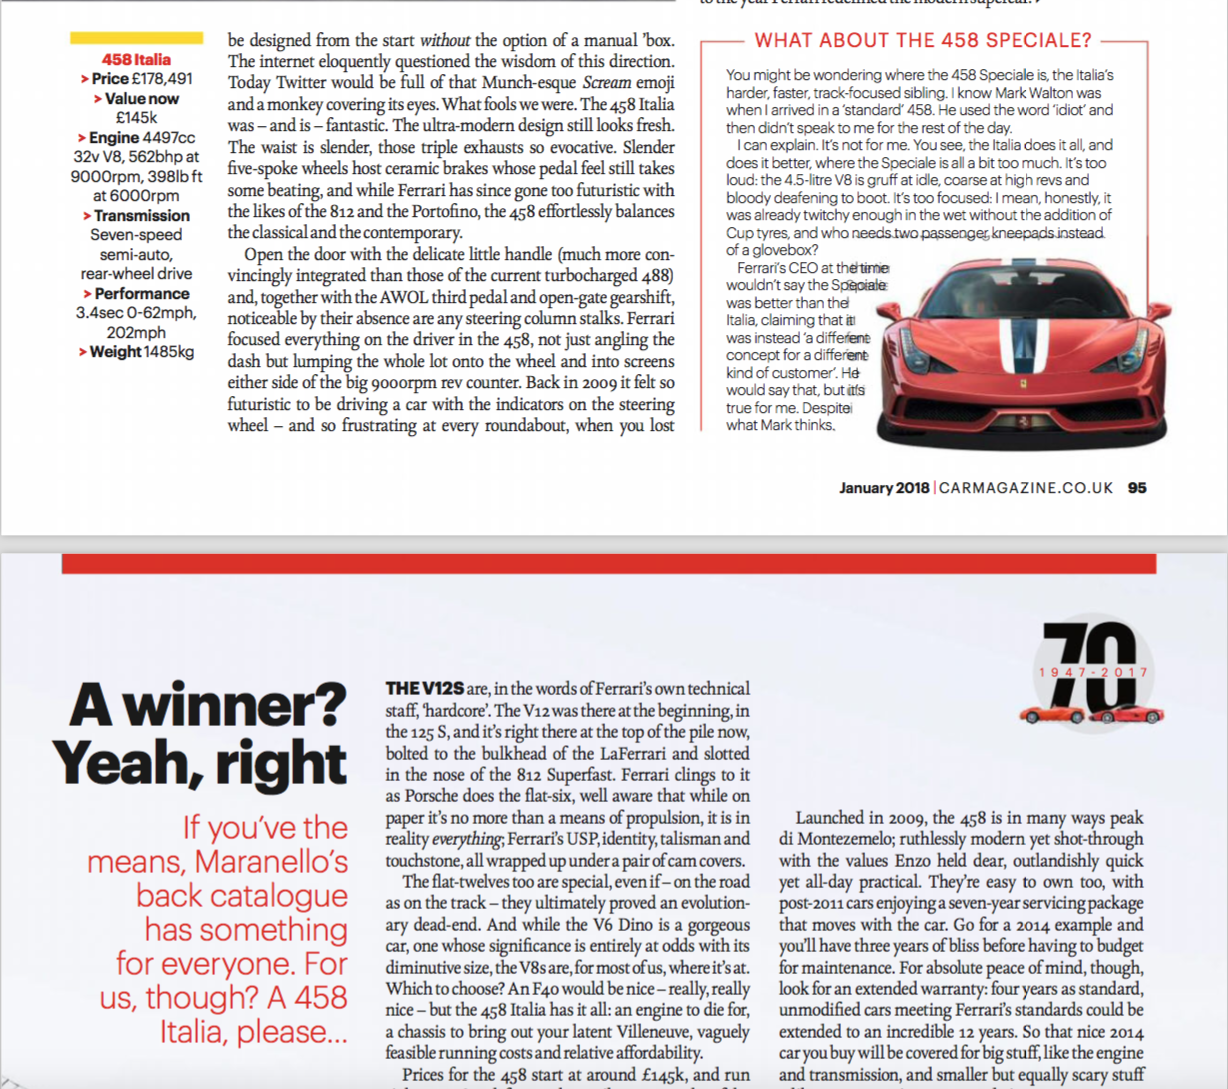 to the year Ferrari redefined the modern supercar.
458 Italia
> Price £178,491
> Value now
£145k
> Engine 4497cc
32v V8, 562bhp at
9000rpm, 398lb ft
at 6000rpm
> Transmission
Seven-speed
semi-auto,
rear-wheel drive
> Performance
3.4sec 0-62mph,
202mph
> Weight 1485kg
be designed from the start without the option of a manual ’box.
The internet eloquently questioned the wisdom of this direction.
Today Twitter would be full of that Munch-esque Scream emoji
and a monkey covering its eyes. What fools we were. The 458 Italia
was – and is – fantastic. The ultra-modern design still looks fresh.
The waist is slender, those triple exhausts so evocative. Slender
five-spoke wheels host ceramic brakes whose pedal feel still takes
some beating, and while Ferrari has since gone too futuristic with
the likes of the 812 and the Portofino, the 458 effortlessly balances
the classical and the contemporary.
Open the door with the delicate little handle (much more con-
vincingly integrated than those of the current turbocharged 488)
and, together with the AWOL third pedal and open-gate gearshift,
noticeable by their absence are any steering column stalks. Ferrari
focused everything on the driver in the 458, not just angling the
dash but lumping the whole lot onto the wheel and into screens
either side of the big 9000rpm rev counter. Back in 2009 it felt so
futuristic to be driving a car with the indicators on the steering
wheel – and so frustrating at every roundabout, when you lost
WHAT ABOUT THE 458 SPECIALE?
You might be wondering where the 458 Speciale is, the Italia’s
harder, faster, track-focused sibling. I know Mark Walton was
when I arrived in a ‘standard’ 458. He used the word ‘idiot’ and
then didn’t speak to me for the rest of the day.
I can explain. It’s not for me. You see, the Italia does it all, and
does it better, where the Speciale is all a bit too much. It’s too
loud: the 4.5-litre V8 is gruff at idle, coarse at high revs and
bloody deafening to boot. It’s too focused: I mean, honestly, it
was already twitchy enough in the wet without the addition of
Cup tyres, and who needs two passenger kneepads instead
of a glovebox?
Ferrari’s CEO at the time
wouldn’t say the Speciale
was better than the
Italia, claiming that it
was instead ‘a different
concept for a different
kind of customer’. He
would say that, but it’s
true for me. Despite
what Mark thinks.
January 2018 | CARMAGAZINE.CO.UK 95
70
1947-2017
A winner?
Yeah, right
If you’ve the
means, Maranello’s
back catalogue
has something
for everyone. For
us, though? A 458
Italia, please...
THE V12S are, in the words of Ferrari’s own technical
staff, ‘hardcore’. The V12 was there at the beginning, in
the 125 S, and it’s right there at the top of the pile now,
bolted to the bulkhead of the LaFerrari and slotted
in the nose of the 812 Superfast. Ferrari clings to it
as Porsche does the flat-six, well aware that while on
paper it’s no more than a means of propulsion, it is in
reality everything; Ferrari’s USP, identity, talisman and
touchstone, all wrapped up under a pair of cam covers.
The flat-twelves too are special, even if – on the road
as on the track – they ultimately proved an evolution-
ary dead-end. And while the V6 Dino is a gorgeous
car, one whose significance is entirely at odds with its
diminutive size, the V8s are, for most of us, where it’s at.
Which to choose? An F40 would be nice – really, really
nice – but the 458 Italia has it all: an engine to die for,
a chassis to bring out your latent Villeneuve, vaguely
feasible running costs and relative affordability.
Prices for the 458 start at around £145k, and run
Launched in 2009, the 458 is in many ways peak
di Montezemelo; ruthlessly modern yet shot-through
with the values Enzo held dear, outlandishly quick
yet all-day practical. They’re easy to own too, with
post-2011 cars enjoying a seven-year servicing package
that moves with the car. Go for a 2014 example and
you’ll have three years of bliss before having to budget
for maintenance. For absolute peace of mind, though,
look for an extended warranty: four years as standard,
unmodified cars meeting Ferrari’s standards could be
extended to an incredible 12 years. So that nice 2014
car you buy will be covered for big stuff, like the engine
and transmission, and smaller but equally scary stuff